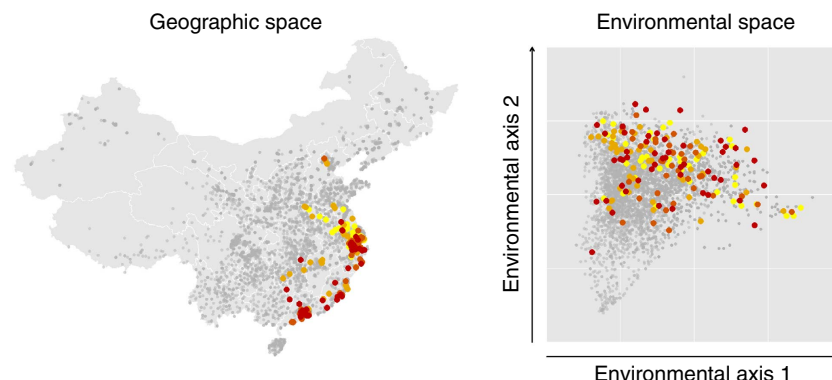 Geographic space
Environmental space
Environmental axis 2
Environmental axis 1